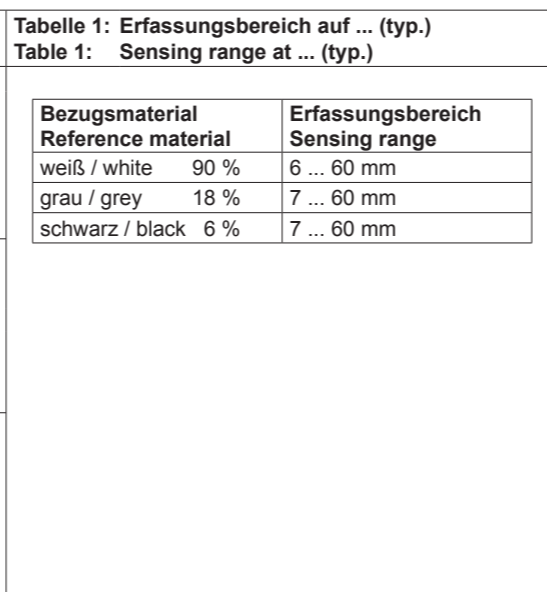 Tabelle 1: Erfassungsbereich auf ... (typ.)
Table 1: Sensing range at ... (typ.)
Bezugsmaterial Erfassungsbereich
Reference material Sensing range
weiß / white 90 % 6 ... 60 mm
grau / grey 18 % 7 ... 60 mm
schwarz / black 6 % 7 ... 60 mm